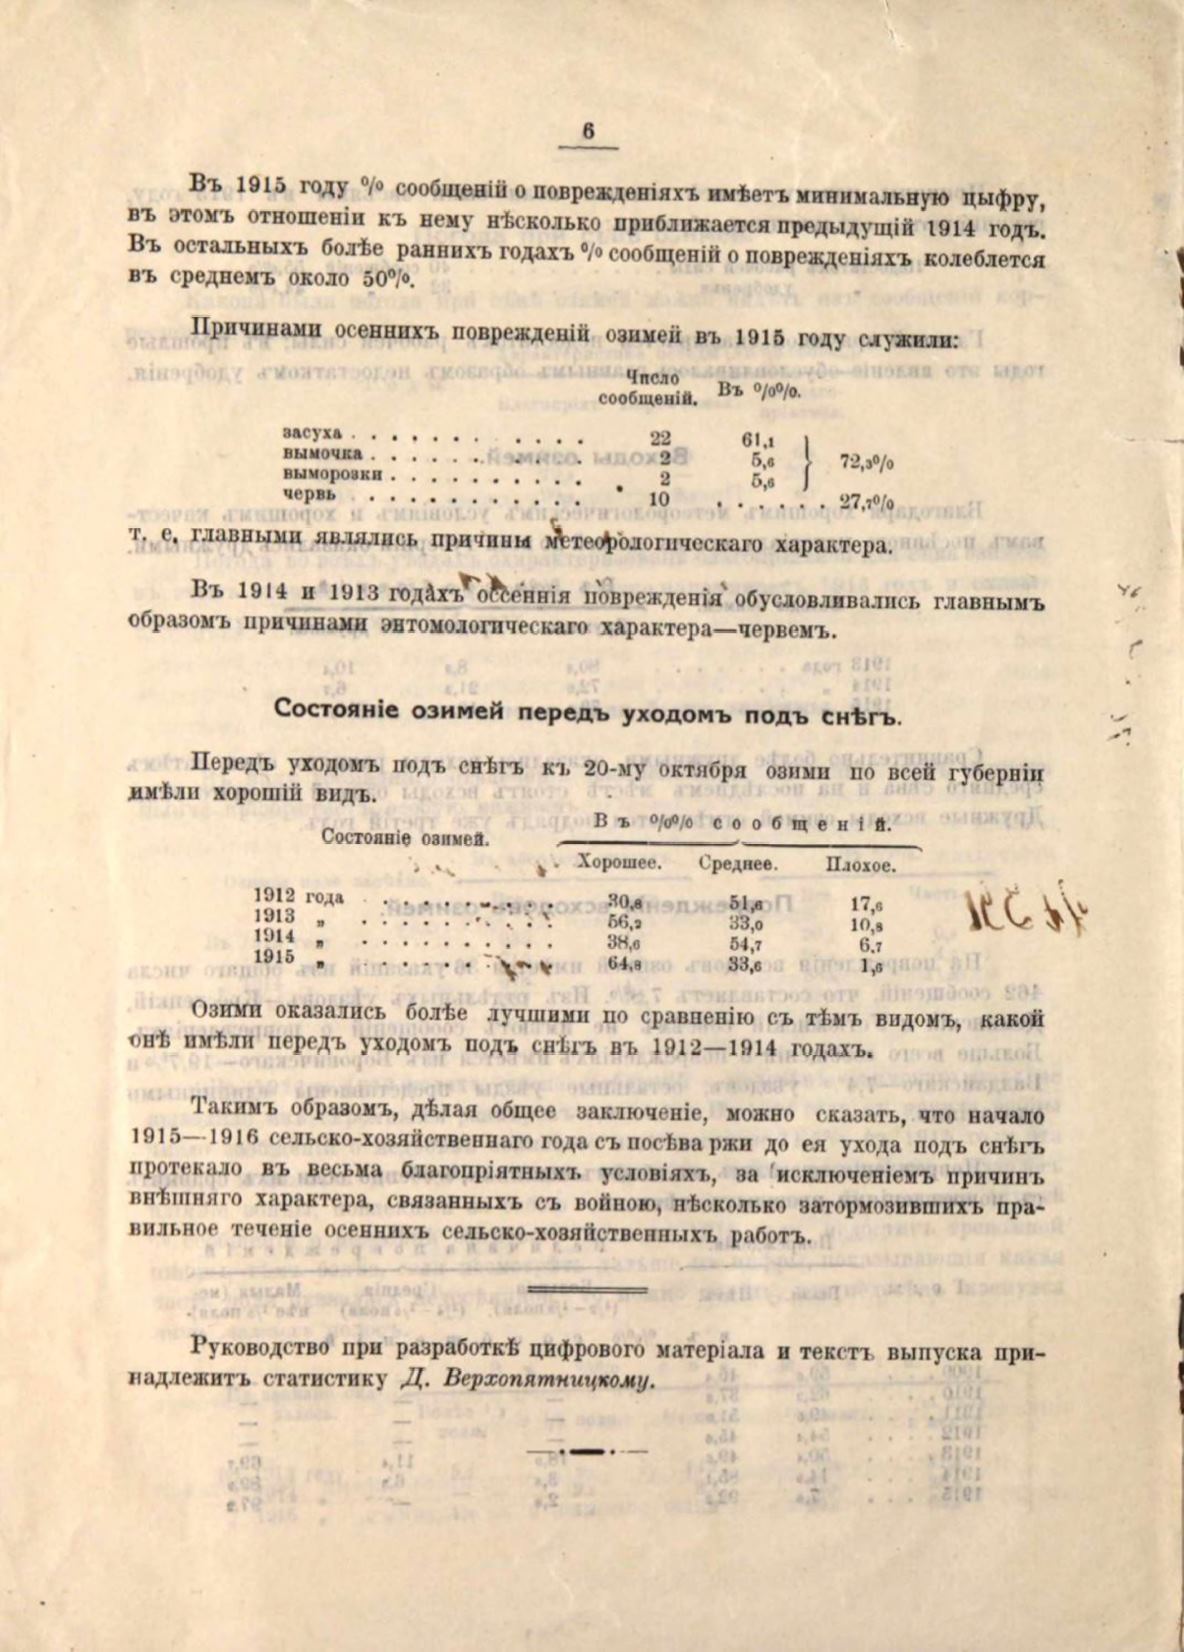 6
Въ 1915 году % сообщеній о поврежденіяхъ имѣетъ минимальную цыфру,
въ этомъ отношеніи къ нему нѣсколько приближается предыдущій 1914 годъ.
Въ остальныхъ болѣе раннихъ годахъ % сообщеній о поврежденіяхъ колеблется
въ среднемъ около 50%.
Причинами осеннихъ поврежденій озимей въ 1915 году служили:
Число
сообщеній. Въ %%.
засуха . . . . . . . . . . . 22 61,1
вымочка . . . . . . . . . 2 5,6 72,3%
выморозки . . . . . . . . . . 2 5,6
червь . . . . . . . . . . . 10 . . . . . . 27,7%
т. е. главными являлись причины метеорологическаго характера.
Въ 1914 и 1913 годахъ осеннія поврежденія обусловливались главнымъ
образомъ причинами энтомологическаго характера—червемъ.
Состояніе озимей передъ уходомъ подъ снѣгъ.
Передъ уходомъ подъ снѣгъ къ 20-му октября озими по всей губерніи
имѣли хорошій видъ.
Состояніе озимей. Въ %% сообщеній.
Хорошее. Среднее. Плохое.
1912 года . . . . . . . . . 30,8 51,6 17,6
1913 „ . . . . . . . . . . 56,2 33,0 10,8
1914 „ . . . . . . . . . . 38,6 54,7 6,7
1915 „ . . . . . . . . . 64,8 33,6 1,6
Озими оказались болѣе лучшими по сравненію съ тѣмъ видомъ, какой
онѣ имѣли передъ уходомъ подъ снѣгъ въ 1912—1914 годахъ.
Такимъ образомъ, дѣлая общее заключеніе, можно сказать, что начало
1915—1916 сельско-хозяйственнаго года съ посѣва ржи до ея ухода подъ снѣгъ
протекало въ весьма благопріятныхъ условіяхъ, за исключеніемъ причинъ
внѣшняго характера, связанныхъ съ войною, нѣсколько затормозившихъ пра-
вильное теченіе осеннихъ сельско-хозяйственныхъ работъ.
Руководство при разработкѣ цифрового матеріала и текстъ выпуска при-
надлежитъ статистику Д. Верхопятницкому.